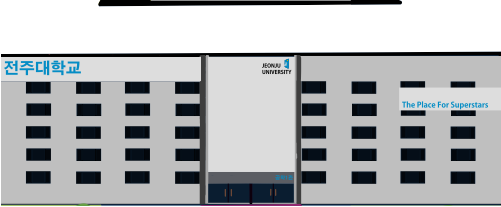 전주대학교
JEONJU
UNIVERSITY
The Place For Superstars